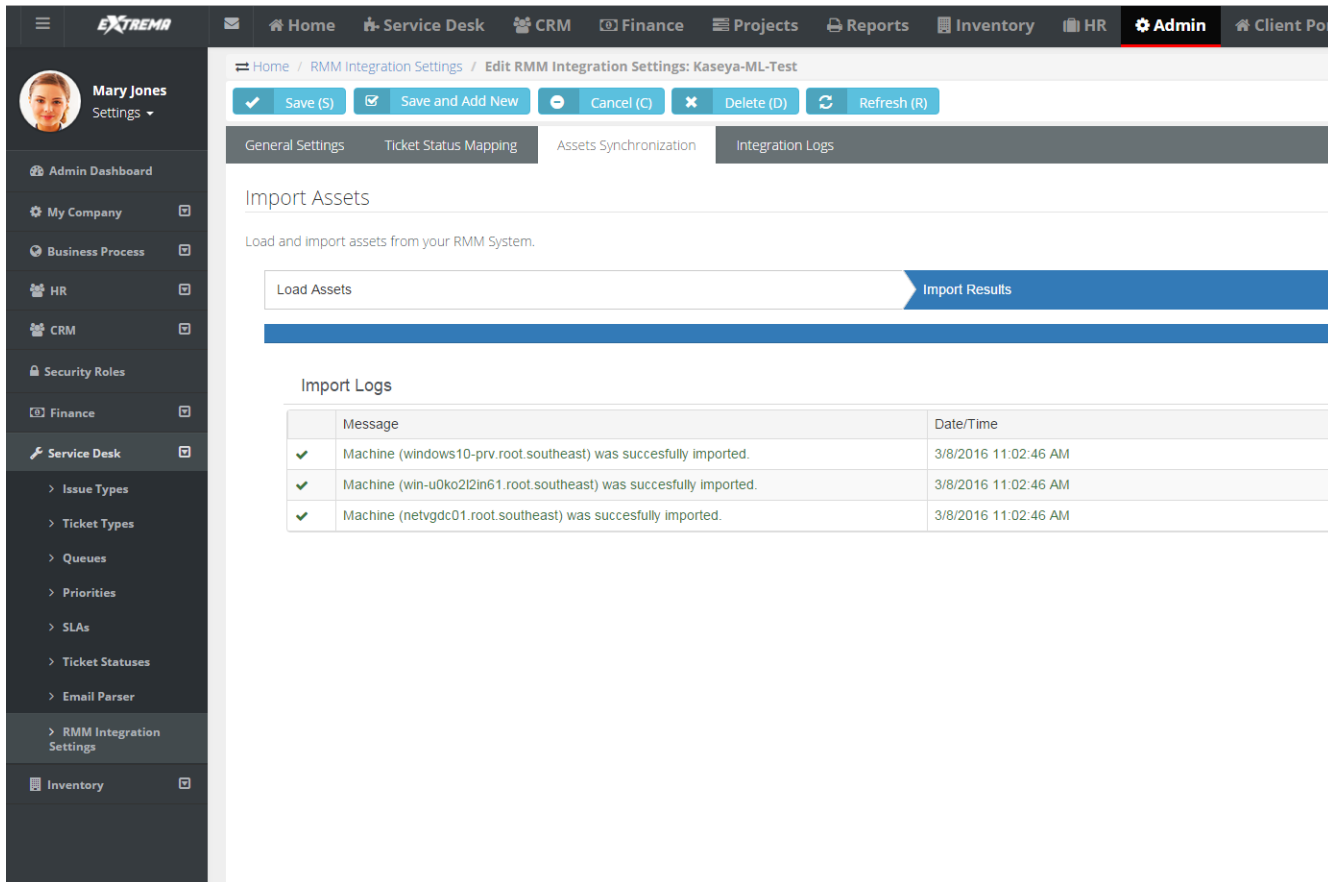 EXTREMA
Home Service Desk CRM Finance Projects Reports Inventory HR Admin Client Por
Home / RMM Integration Settings / Edit RMM Integration Settings: Kaseya-ML-Test
Mary Jones
Settings
Save (S) Save and Add New Cancel (C) Delete (D) Refresh (R)
General Settings Ticket Status Mapping Assets Synchronization Integration Logs
Admin Dashboard
My Company
Business Process
HR
CRM
Security Roles
Finance
Service Desk
> Issue Types
> Ticket Types
> Queues
> Priorities
> SLAs
> Ticket Statuses
> Email Parser
> RMM Integration
Settings
Inventory
Import Assets
Load and import assets from your RMM System.
Load Assets Import Results
Import Logs
Message Date/Time
Machine (windows10-prv.root.southeast) was succesfully imported. 3/8/2016 11:02:46 AM
Machine (win-u0ko2l2in61.root.southeast) was succesfully imported. 3/8/2016 11:02:46 AM
Machine (netvgdc01.root.southeast) was succesfully imported. 3/8/2016 11:02:46 AM